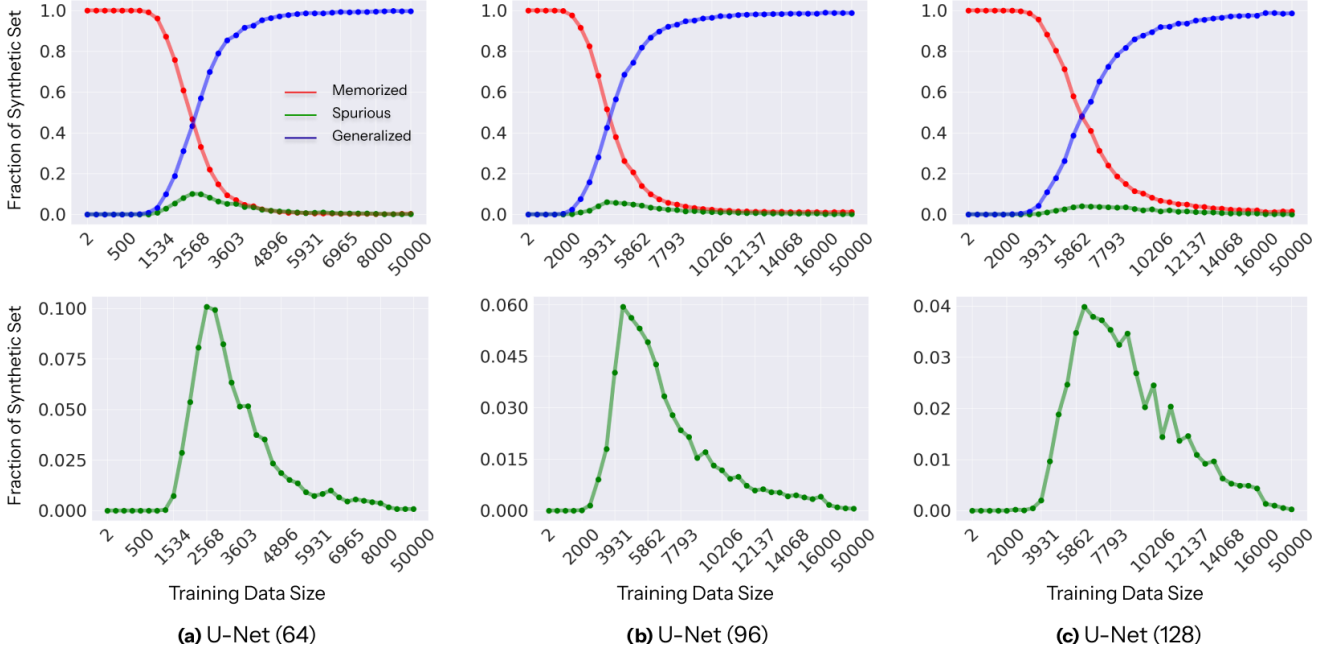 Fraction of Synthetic Set
1.0
0.8
0.6
0.4
0.2
0.0
Memorized
Spurious
Generalized
2 500 1534 2568 3603 4896 5931 6965 8000 50000
1.0
0.8
0.6
0.4
0.2
0.0
2 2000 3931 5862 7793 10206 12137 14068 16000 50000
1.0
0.8
0.6
0.4
0.2
0.0
2 2000 3931 5862 7793 10206 12137 14068 16000 50000
Fraction of Synthetic Set
0.100
0.075
0.050
0.025
0.000
2 500 1534 2568 3603 4896 5931 6965 8000 50000
Training Data Size
(a) U-Net (64)
0.060
0.045
0.030
0.015
0.000
2 2000 3931 5862 7793 10206 12137 14068 16000 50000
Training Data Size
(b) U-Net (96)
0.04
0.03
0.02
0.01
0.00
2 2000 3931 5862 7793 10206 12137 14068 16000 50000
Training Data Size
(c) U-Net (128)